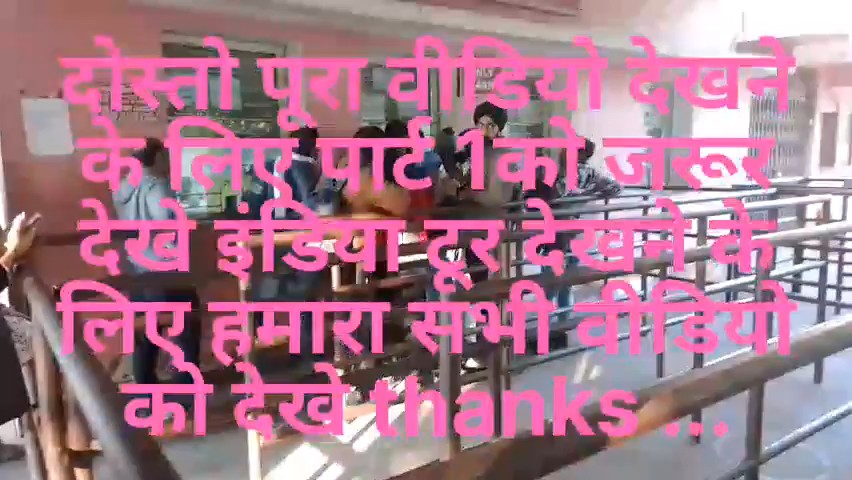 दोस्तो पूरा वीडियो देखने
के लिए पार्ट 1को जरूर
देखे इंडिया टूर देखने के
लिए हमारा सभी वीडियो
को देखे thanks ...